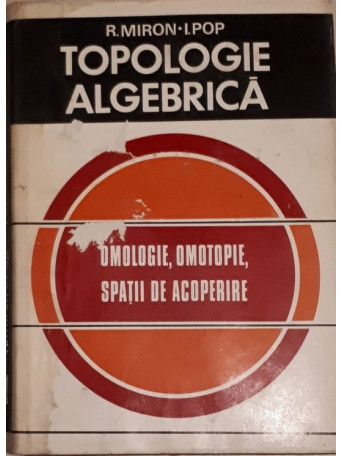 R.MIRON-I.POP
TOPOLOGIE
ALGEBRICĂ
OMOLOGIE, OMOTOPIE,
SPAȚII DE ACOPERIRE